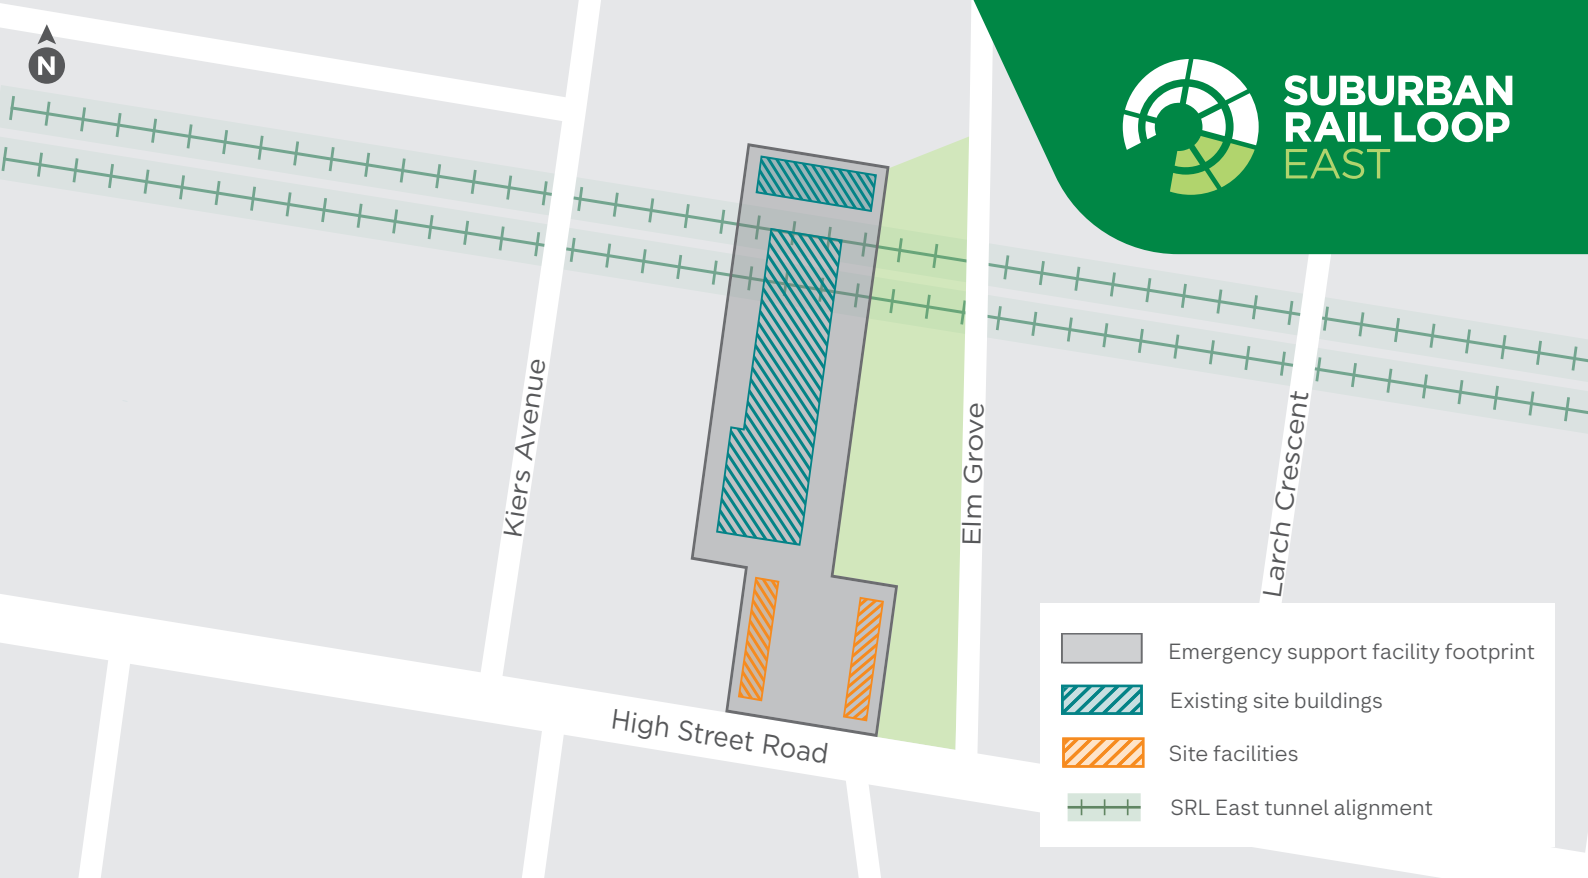 N
SUBURBAN
RAIL LOOP
EAST
Kiers Avenue
Elm Grove
Larch Crescent
High Street Road
Emergency support facility footprint
Existing site buildings
Site facilities
SRL East tunnel alignment